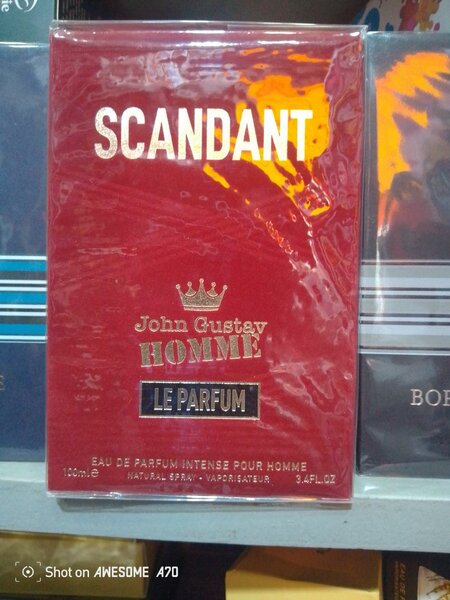 SCANDANT
John Gustav
HOMME
LE PARFUM
EAU DE PARFUM INTENSE POUR HOMME
100ml e
NATURAL SPRAY - VAPORISATEUR
3.4FL.OZ
BOR
Shot on AWESOME A70